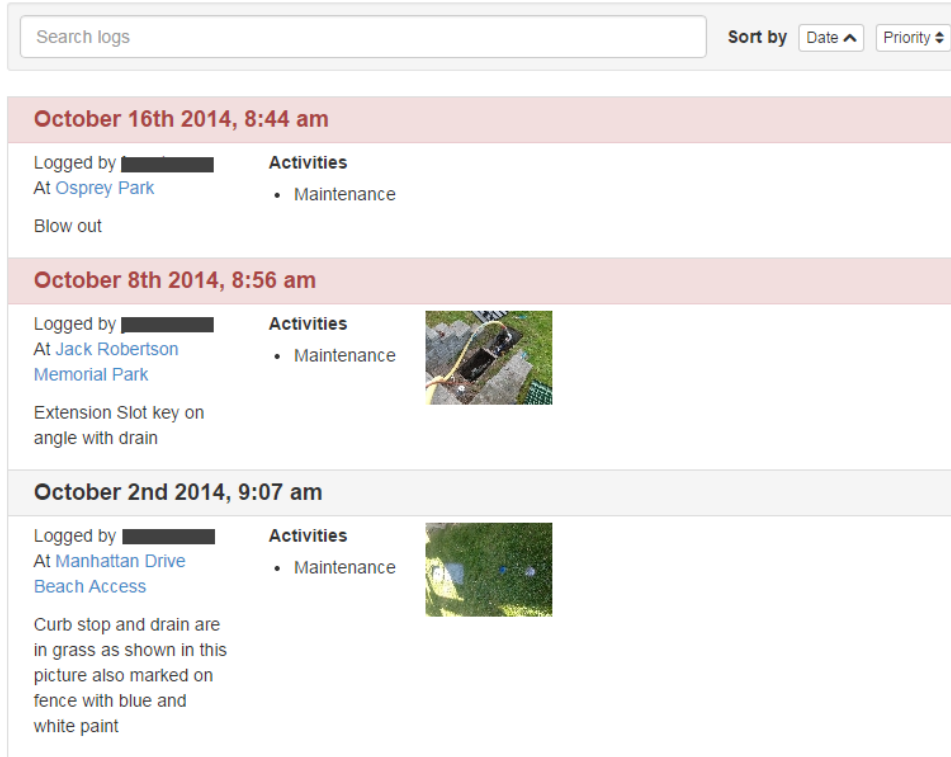 Search logs
Sort by Date Priority
October 16th 2014, 8:44 am
Logged by
At Osprey Park
Blow out
Activities
Maintenance
October 8th 2014, 8:56 am
Logged by
At Jack Robertson
Memorial Park
Extension Slot key on
angle with drain
Activities
Maintenance
October 2nd 2014, 9:07 am
Logged by
At Manhattan Drive
Beach Access
Curb stop and drain are
in grass as shown in this
picture also marked on
fence with blue and
white paint
Activities
Maintenance